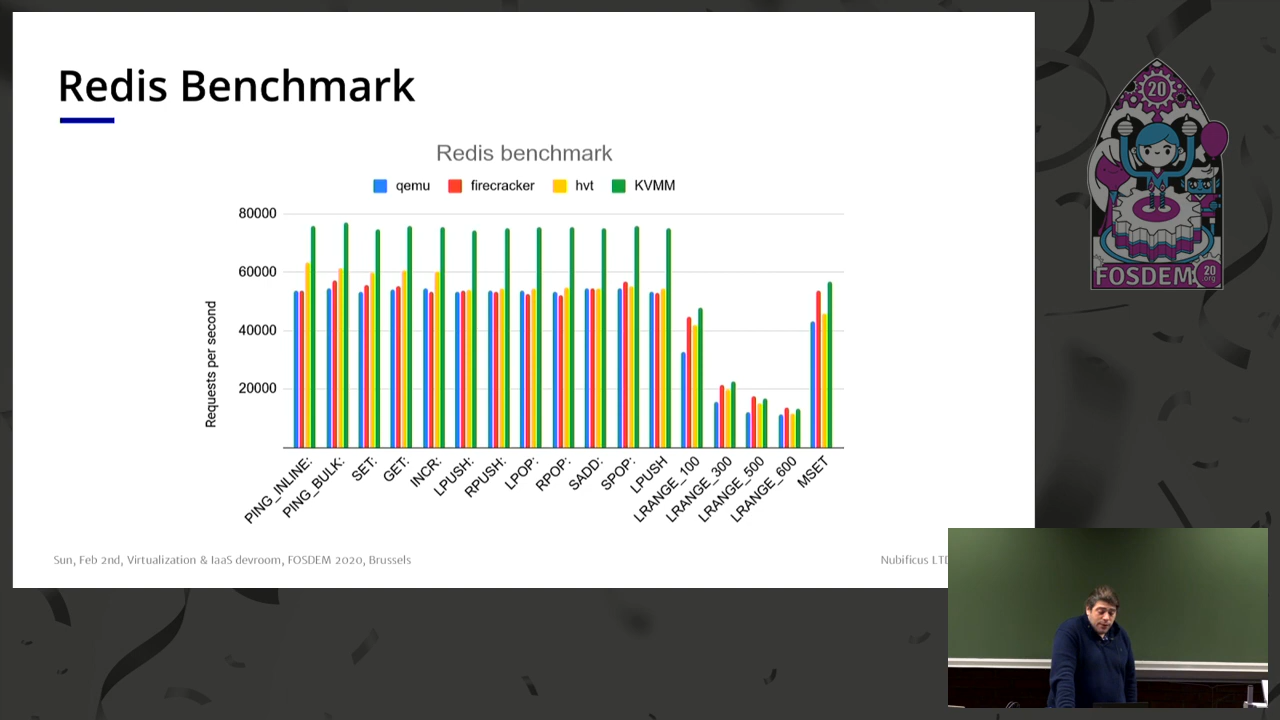 Redis Benchmark
Redis benchmark
qemu firecracker hvt KVMM
80000
60000
40000
20000
Requests per second
PING_INLINE: PING_BULK: SET: GET: INCR: LPUSH: RPUSH: LPOP: RPOP: SADD: SPOP: LPUSH LRANGE_100 LRANGE_300 LRANGE_500 LRANGE_600 MSET
Sun, Feb 2nd, Virtualization & IaaS devroom, FOSDEM 2020, Brussels
Nubificus
20
FOSDEM
20
.org